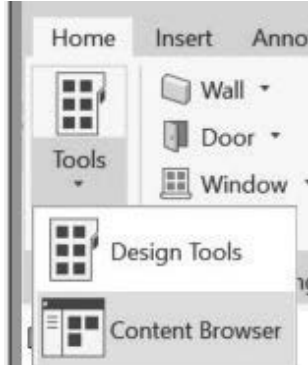 Home Insert Anno
Wall
Door
Tools
Window
Design Tools
Content Browser